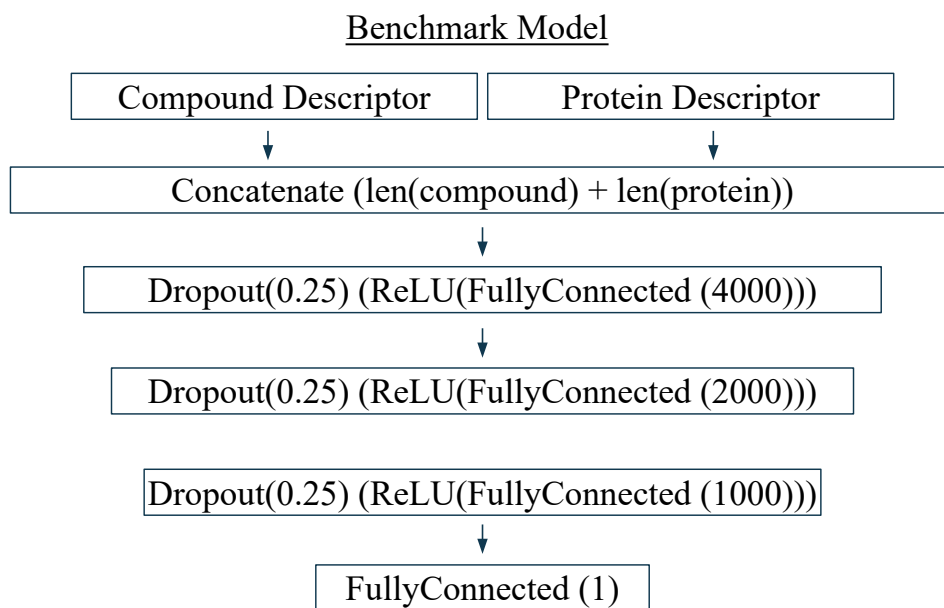 Benchmark Model
Compound Descriptor
Protein Descriptor
Concatenate (len(compound) + len(protein))
Dropout(0.25) (ReLU(FullyConnected (4000)))
Dropout(0.25) (ReLU(FullyConnected (2000)))
Dropout(0.25) (ReLU(FullyConnected (1000)))
FullyConnected (1)